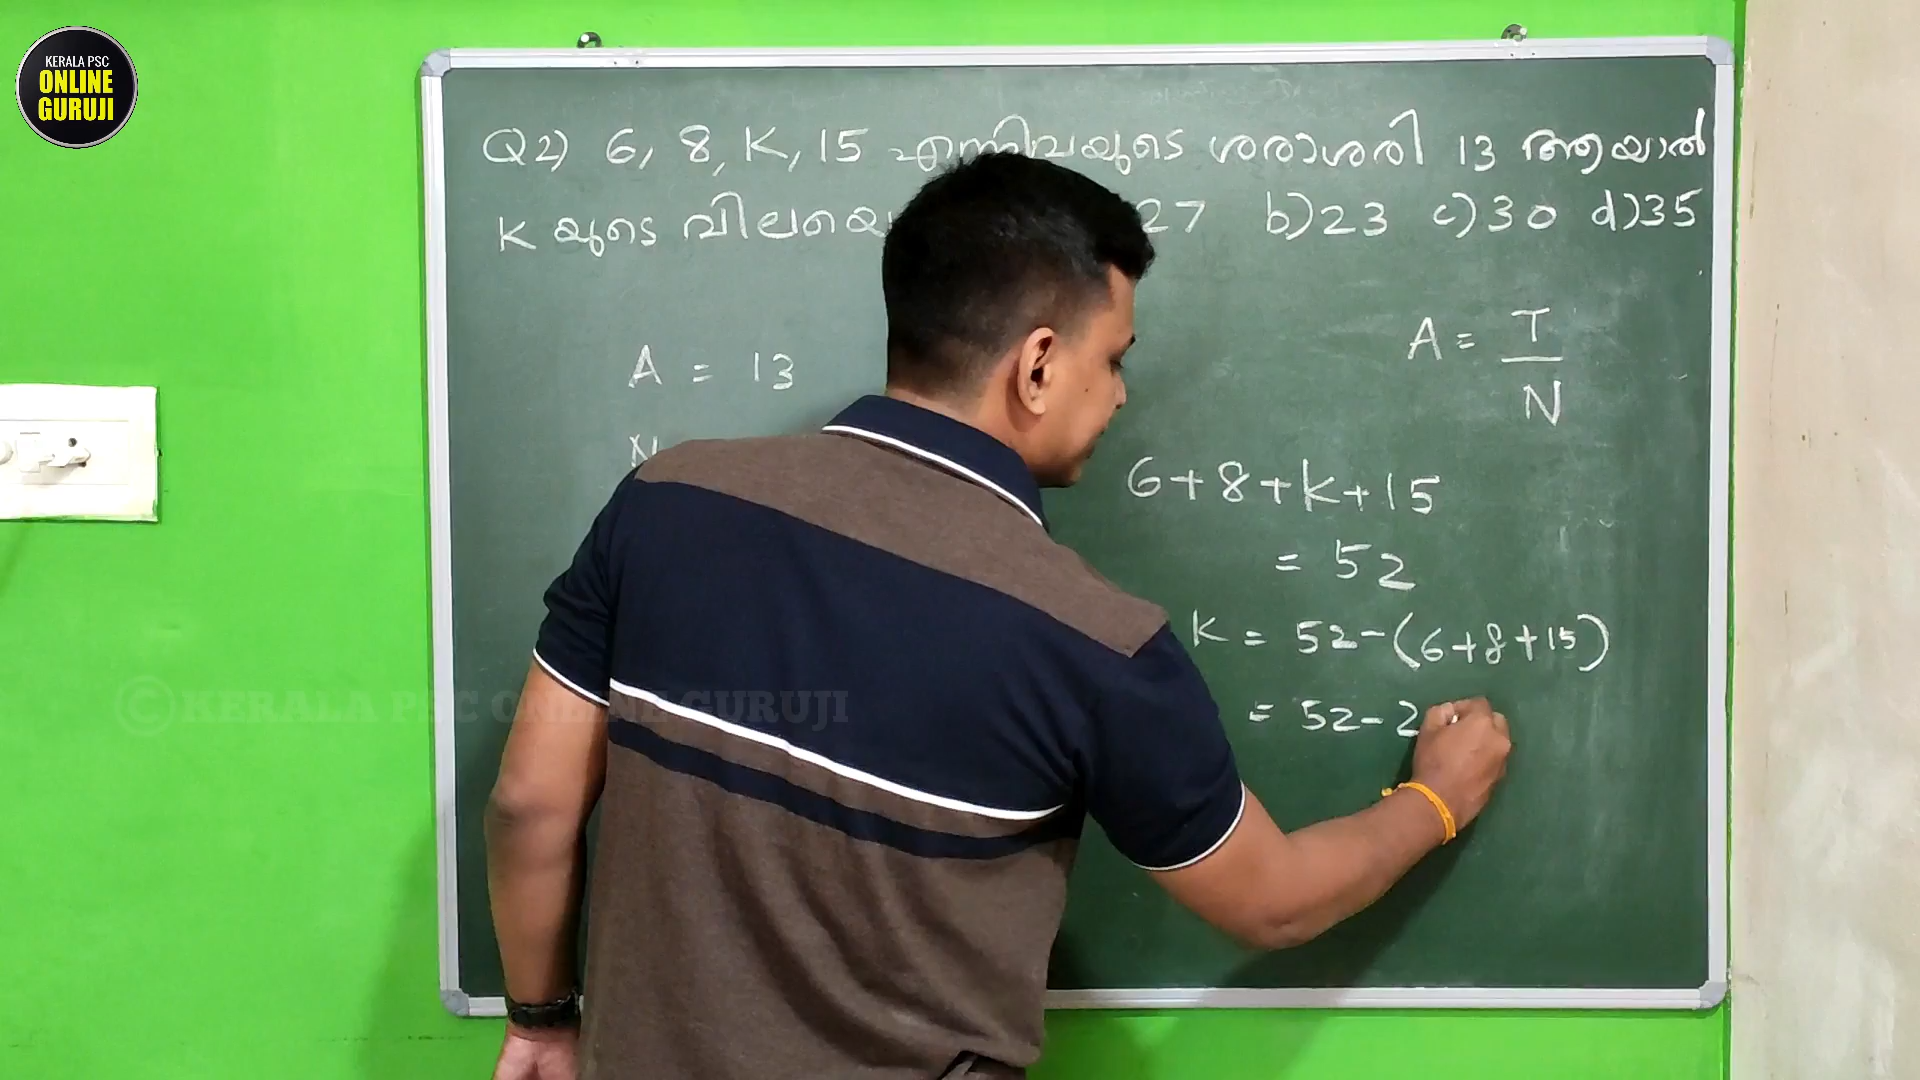 KERALA PSC
ONLINE
GURUJI
Q2) 6, 8, K, 15 എന്നിവയുടെ ശരാശരി 13 ആയാൽ
K യുടെ വിലയെ 27 b) 23 c) 30 d) 35
A = T
N
A = 13
N
6+8+K+15
= 52
K = 52-(6+8+15)
= 52-2
©KERALA PSC ONLINE GURUJI